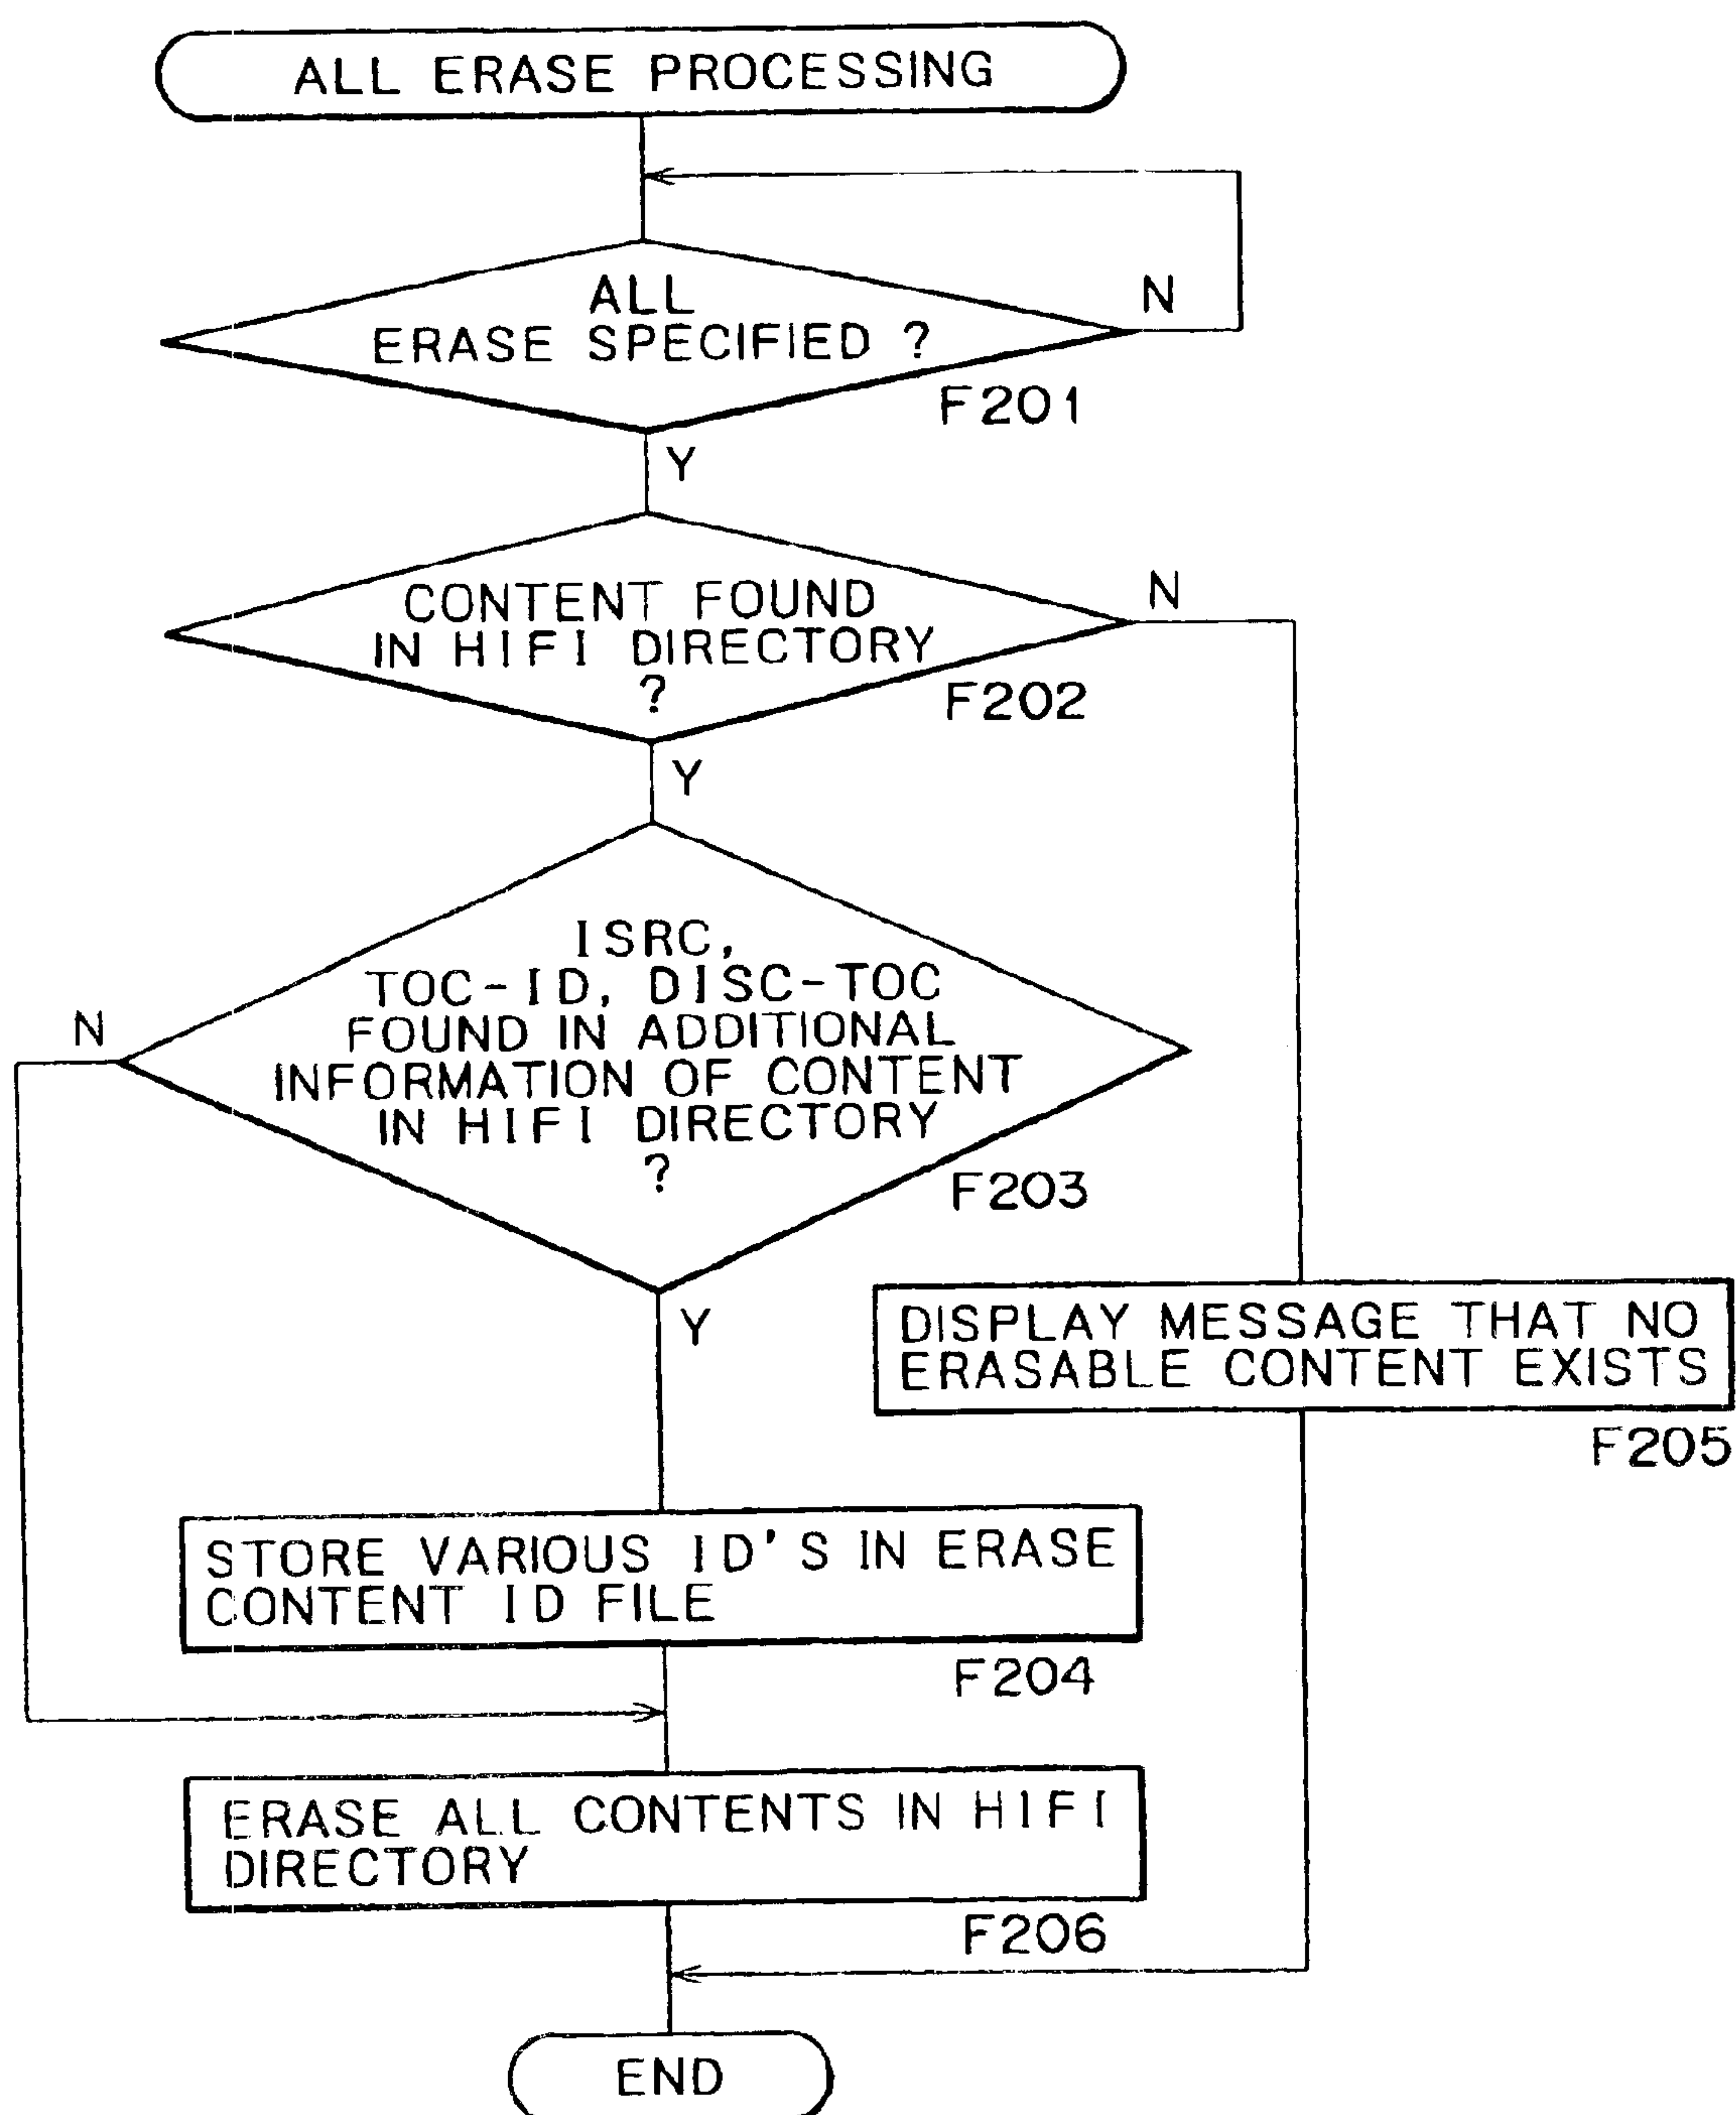 ALL ERASE PROCESSING
ALL
ERASE SPECIFIED ?
N
F201
Y
CONTENT FOUND
IN HIFI DIRECTORY
?
N
F202
Y
ISRC,
TOC-ID, DISC-TOC
FOUND IN ADDITIONAL
INFORMATION OF CONTENT
IN HIFI DIRECTORY
?
N
F203
Y
DISPLAY MESSAGE THAT NO
ERASABLE CONTENT EXISTS
F205
STORE VARIOUS ID'S IN ERASE
CONTENT ID FILE
F204
ERASE ALL CONTENTS IN HIFI
DIRECTORY
F206
END